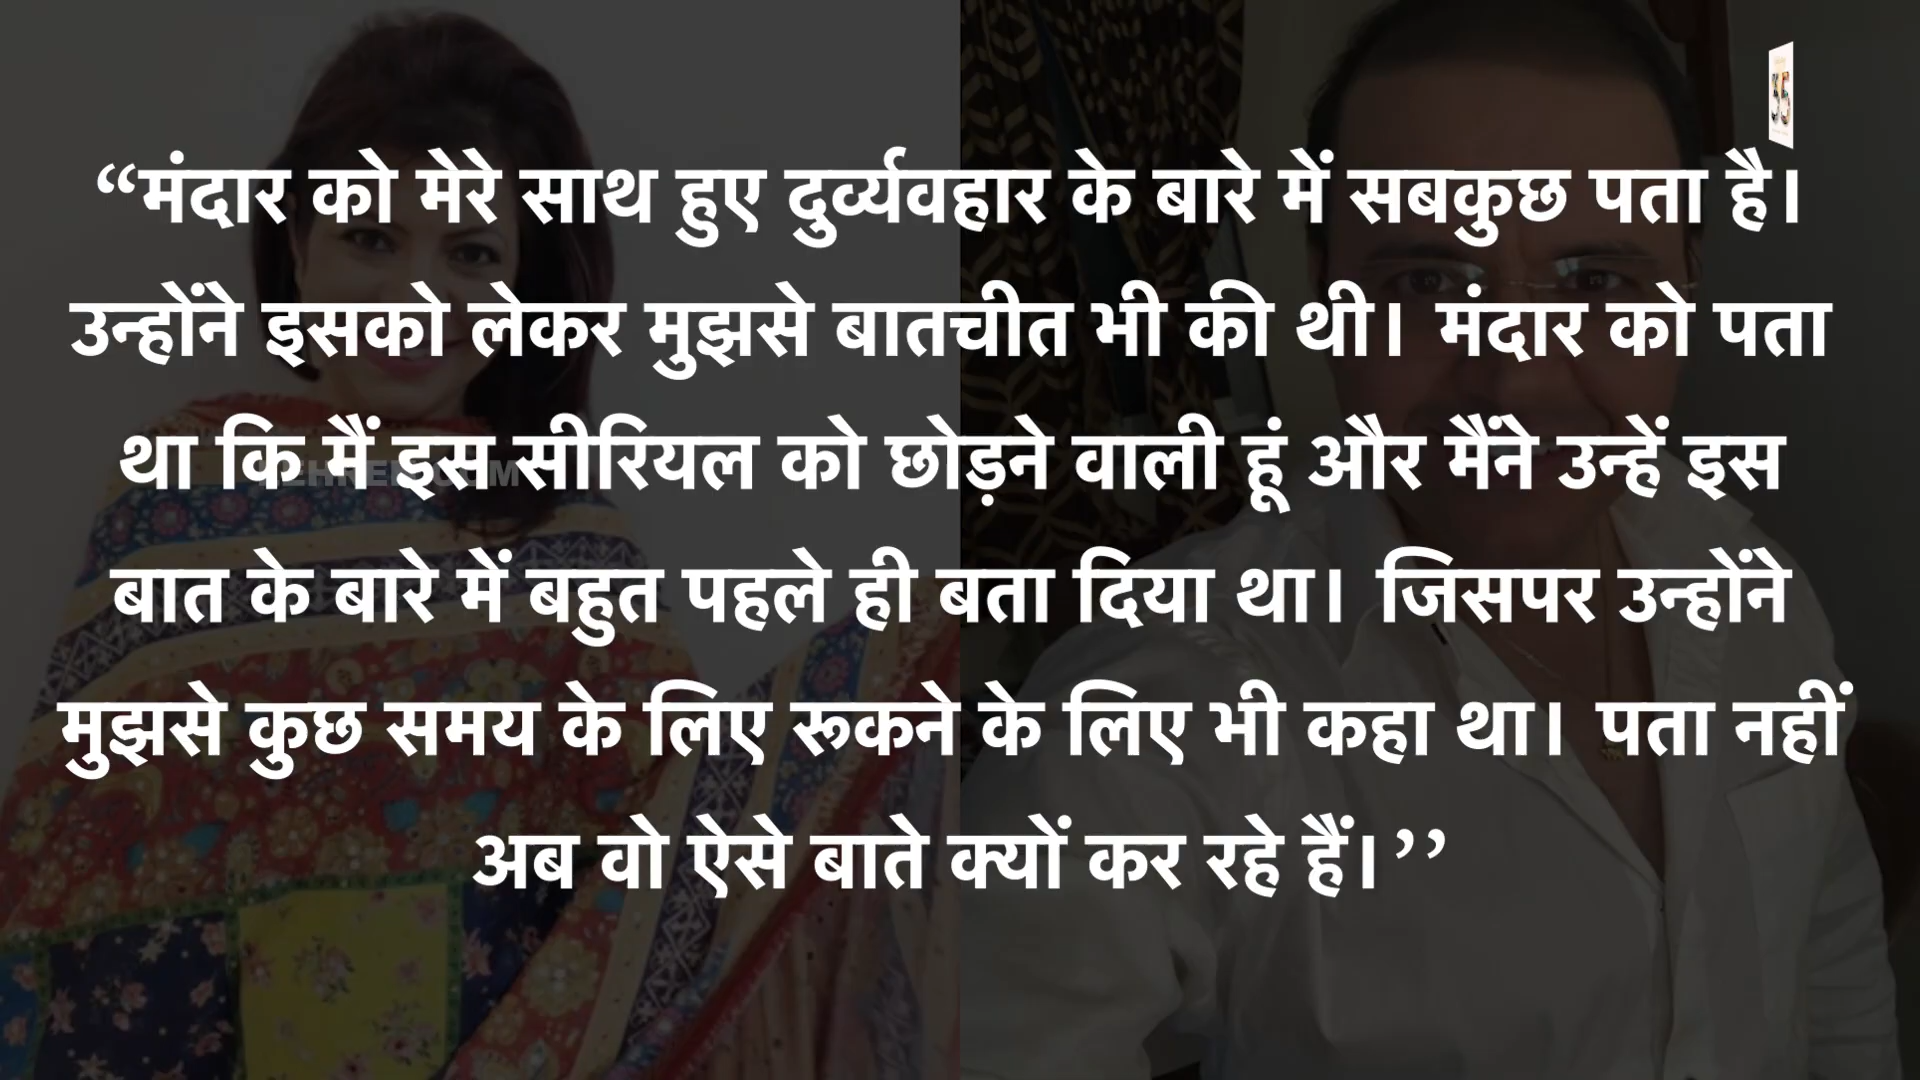 “मंदार को मेरे साथ हुए दुर्व्यवहार के बारे में सबकुछ पता है।
उन्होंने इसको लेकर मुझसे बातचीत भी की थी। मंदार को पता
था कि मैं इस सीरियल को छोड़ने वाली हूं और मैंने उन्हें इस
बात के बारे में बहुत पहले ही बता दिया था। जिसपर उन्होंने
मुझसे कुछ समय के लिए रूकने के लिए भी कहा था। पता नहीं
अब वो ऐसे बाते क्यों कर रहे हैं।’’
35